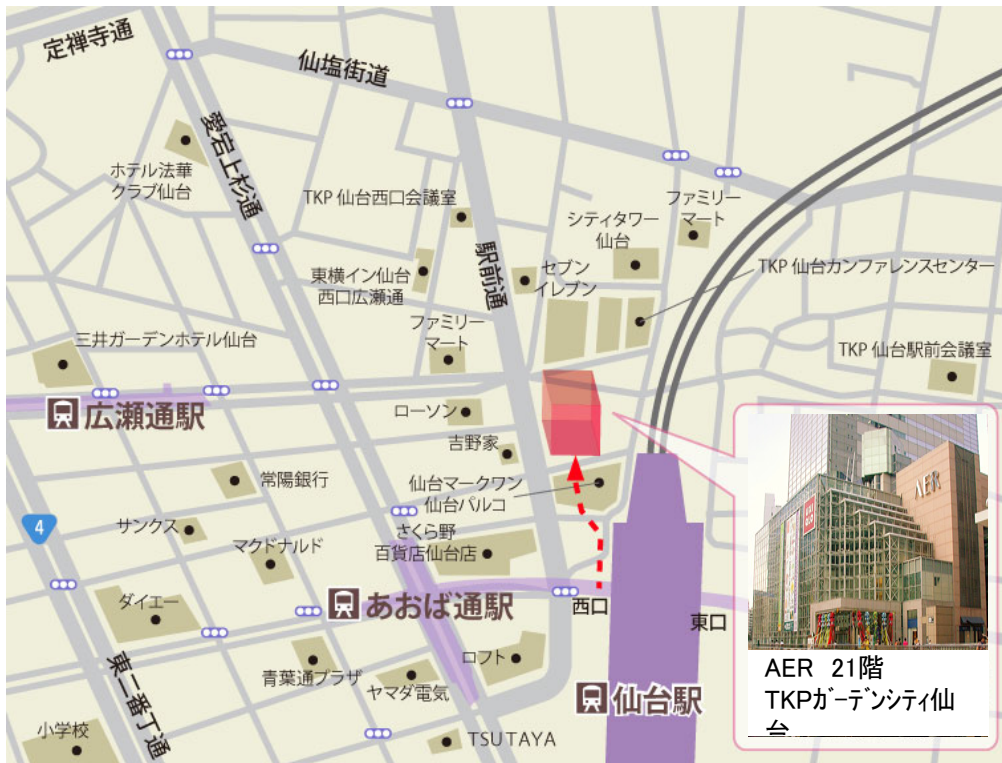 定禅寺通
仙塩街道
愛宕上杉通
ホテル法華
クラブ仙台
TKP 仙台西口会議室
ファミリー
マート
シティタワー
仙台
駅前通
東横イン仙台
西口広瀬通
セブン
イレブン
TKP 仙台カンファレンスセンター
ファミリー
マート
三井ガーデンホテル仙台
TKP 仙台駅前会議室
広瀬通駅
ローソン
吉野家
常陽銀行
仙台マークワン
仙台パルコ
AER
4
サンクス
マクドナルド
さくら野
百貨店仙台店
ダイエー
あおば通駅
西口
東口
東二番丁通
青葉通プラザ
ヤマダ電気
ロフト
仙台駅
小学校
TSUTAYA
AER 21階
TKPｶﾞｰﾃﾞﾝｼﾃｨ仙